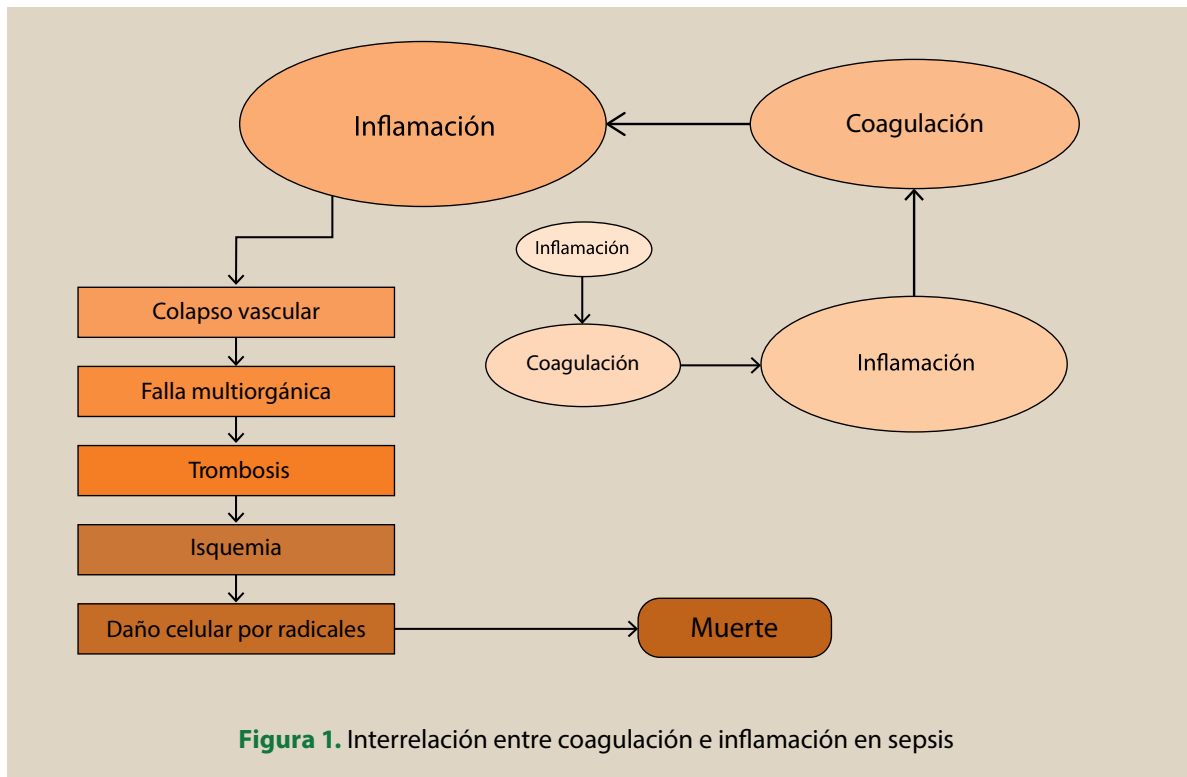 Inflamación
Coagulación
Inflamación
Coagulación
Inflamación
Colapso vascular
Falla multiorgánica
Trombosis
Isquemia
Daño celular por radicales
Muerte
Figura 1. Interrelación entre coagulación e inflamación en sepsis